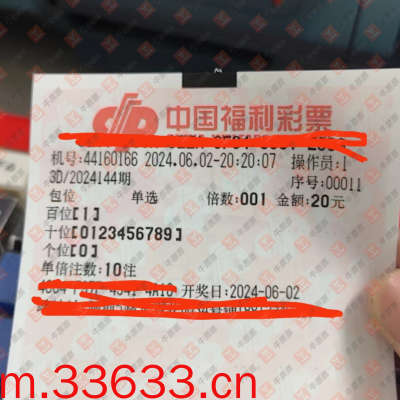 中国福利彩票
机号:44160166 2024.06.02-20:20:07 操作员:1
3D/2024144期 序号:00011
包位 单选 倍数:001 金额:20元
百位[1]
十位[0123456789]
个位[0]
单倍注数:10注
开奖日:2024-06-02
m.33633.cn